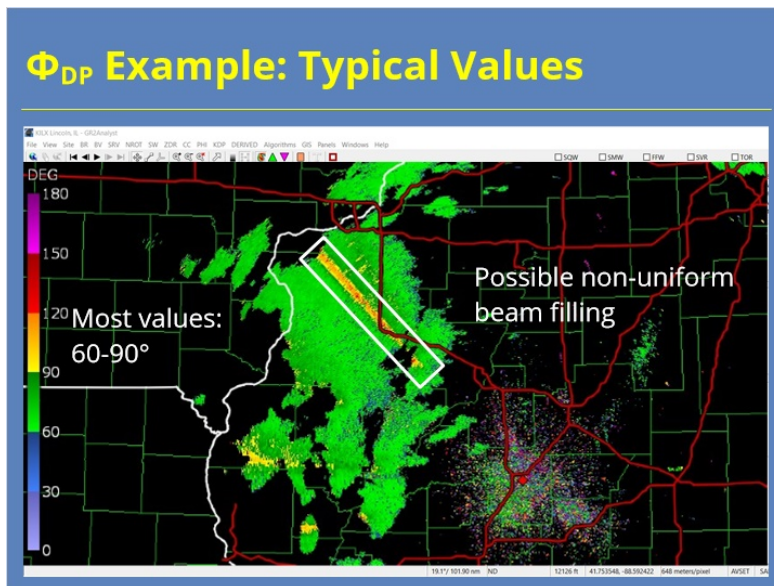 Φ_DP Example: Typical Values
KILX Lincoln, IL - GR2Analyst
File View Site BR BV SRV NROT SW ZDR CC PHI KDP DERIVED Algorithms GIS Panels Windows Help
SQW SMW FFW SVR TOR
DEG
180
150
120
90
60
30
0
Most values:
60-90°
Possible non-uniform
beam filling
19.1°/ 101.90 nm ND 12126 ft 41.753548, -88.592422 648 meters/pixel AVSET SA